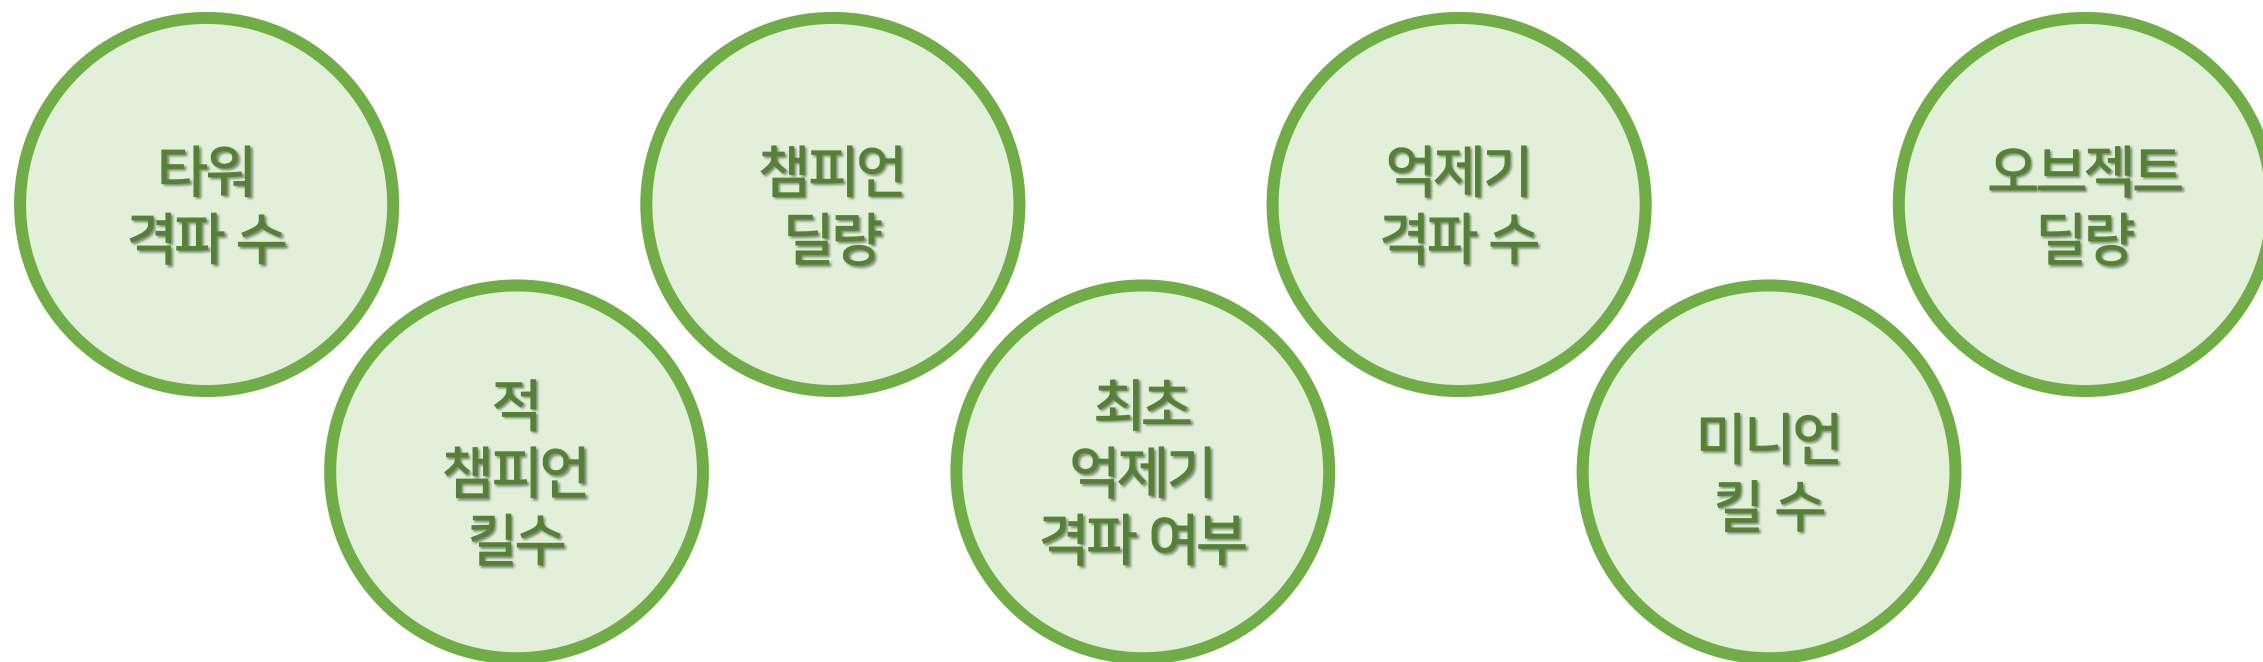 타워
격파 수
적
챔피언
킬수
챔피언
딜량
최초
억제기
격파 여부
억제기
격파 수
미니언
킬 수
오브젝트
딜량